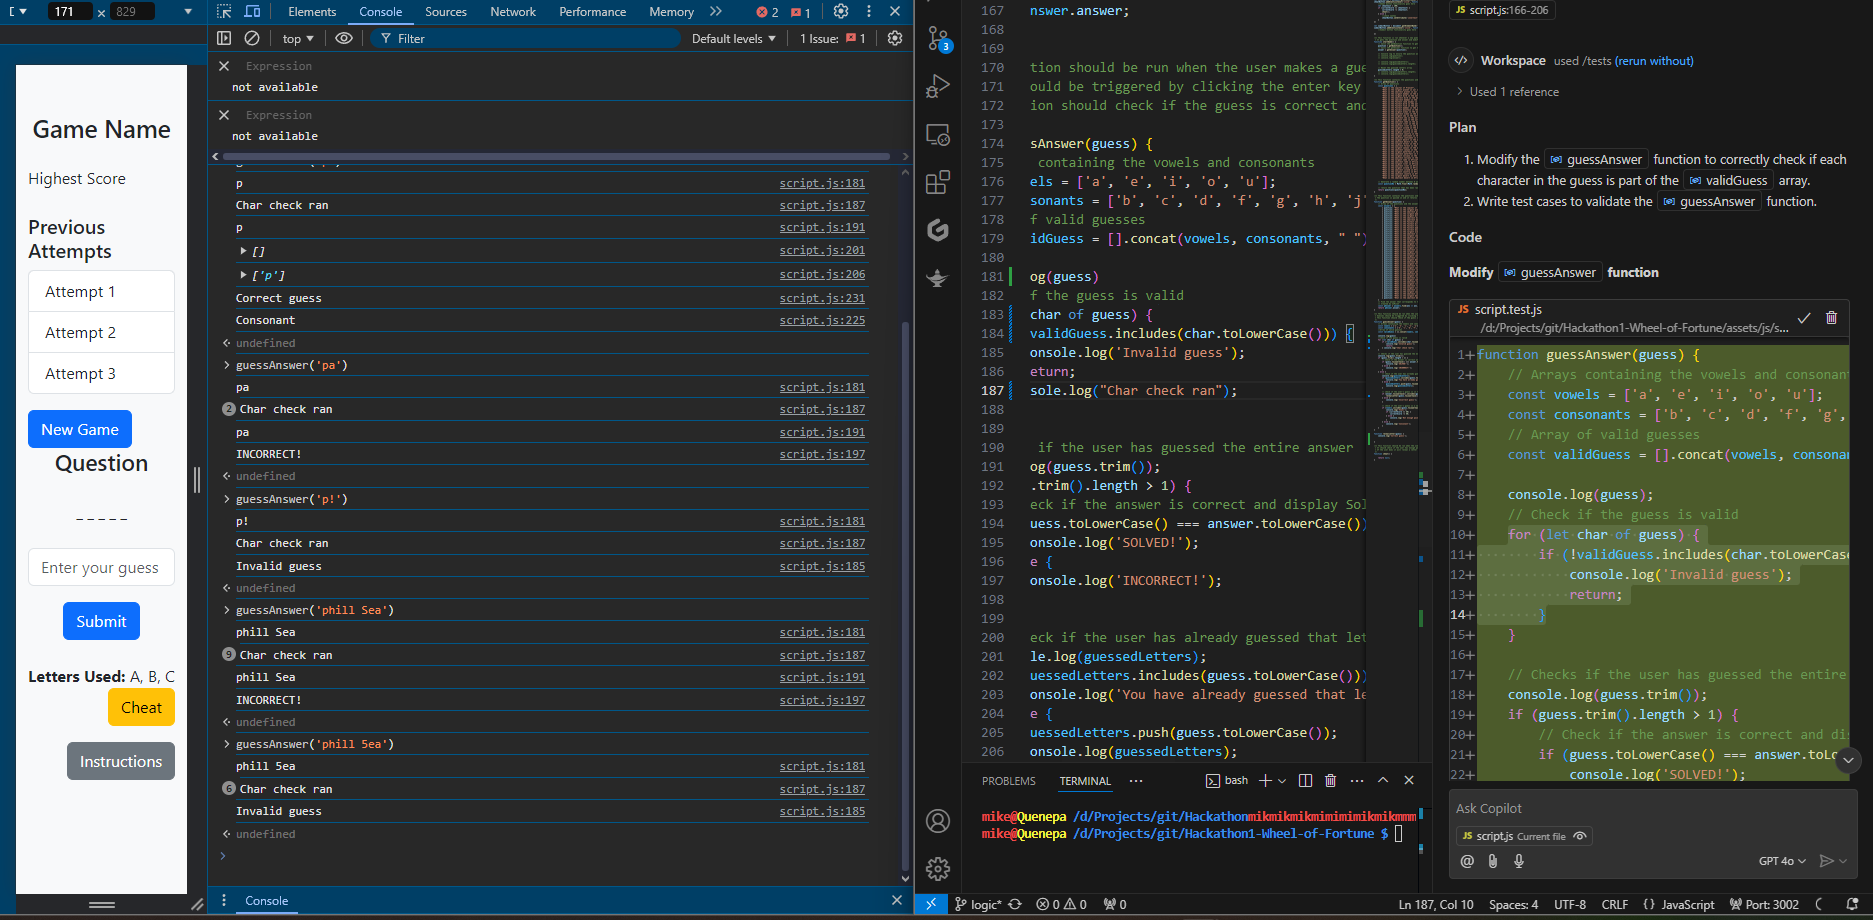 171 × 829
Game Name
Highest Score
Previous
Attempts
Attempt 1
Attempt 2
Attempt 3
New Game
Question
_ _ _ _ _
Enter your guess
Submit
Letters Used: A, B, C
Cheat
Instructions
Elements Console Sources Network Performance Memory 2 1
top Filter Default levels 1 Issue: 1
Expression
not available
Expression
not available
p script.js:181
Char check ran script.js:187
p script.js:191
[] script.js:201
['p'] script.js:206
Correct guess script.js:231
Consonant script.js:225
undefined
guessAnswer('pa')
pa script.js:181
2 Char check ran script.js:187
pa script.js:191
INCORRECT! script.js:197
undefined
guessAnswer('p!')
p! script.js:181
Char check ran script.js:187
Invalid guess script.js:185
undefined
guessAnswer('phill Sea')
phill Sea script.js:181
9 Char check ran script.js:187
phill Sea script.js:191
INCORRECT! script.js:197
undefined
guessAnswer('phill 5ea')
phill 5ea script.js:181
6 Char check ran script.js:187
Invalid guess script.js:185
undefined
Console
3
167 nswer.answer;
168
169
170 tion should be run when the user makes a gue
171 ould be triggered by clicking the enter key
172 ion should check if the guess is correct and
173
174 sAnswer(guess) {
175 containing the vowels and consonants
176 els = ['a', 'e', 'i', 'o', 'u'];
177 sonants = ['b', 'c', 'd', 'f', 'g', 'h', 'j'
178 f valid guesses
179 idGuess = [].concat(vowels, consonants, " ")
180
181 og(guess)
182 f the guess is valid
183 char of guess) {
184 validGuess.includes(char.toLowerCase())) {
185 onsole.log('Invalid guess');
186 eturn;
187 sole.log("Char check ran");
188
189
190 if the user has guessed the entire answer
191 og(guess.trim());
192 .trim().length > 1) {
193 eck if the answer is correct and display Sol
194 uess.toLowerCase() === answer.toLowerCase())
195 onsole.log('SOLVED!');
196 e {
197 onsole.log('INCORRECT!');
198
199
200 eck if the user has already guessed that let
201 le.log(guessedLetters);
202 uessedLetters.includes(guess.toLowerCase()))
203 onsole.log('You have already guessed that le
204 e {
205 uessedLetters.push(guess.toLowerCase());
206 onsole.log(guessedLetters);
PROBLEMS TERMINAL ··· bash
mike@Quenepa /d/Projects/git/Hackathonmikmikmikmimimimikmikmmm
mike@Quenepa /d/Projects/git/Hackathon1-Wheel-of-Fortune $
JS script.js:166-206
Workspace used /tests (rerun without)
Used 1 reference
Plan
1. Modify the guessAnswer function to correctly check if each
character in the guess is part of the validGuess array.
2. Write test cases to validate the guessAnswer function.
Code
Modify guessAnswer function
JS script.test.js
/d:/Projects/git/Hackathon1-Wheel-of-Fortune/assets/js/s...
1+ function guessAnswer(guess) {
2+ // Arrays containing the vowels and consonan
3+ const vowels = ['a', 'e', 'i', 'o', 'u'];
4+ const consonants = ['b', 'c', 'd', 'f', 'g',
5+ // Array of valid guesses
6+ const validGuess = [].concat(vowels, consonan
7+
8+ console.log(guess);
9+ // Check if the guess is valid
10+ for (let char of guess) {
11+ if (!validGuess.includes(char.toLowerCase
12+ console.log('Invalid guess');
13+ return;
14+ }
15+ }
16+
17+ // Checks if the user has guessed the entire
18+ console.log(guess.trim());
19+ if (guess.trim().length > 1) {
20+ // Check if the answer is correct and di
21+ if (guess.toLowerCase() === answer.toLo
22+ console.log('SOLVED!');
Ask Copilot
JS script.js Current file
GPT 4o
logic* 0 0 0 Ln 187, Col 10 Spaces: 4 UTF-8 CRLF {} JavaScript Port: 3002